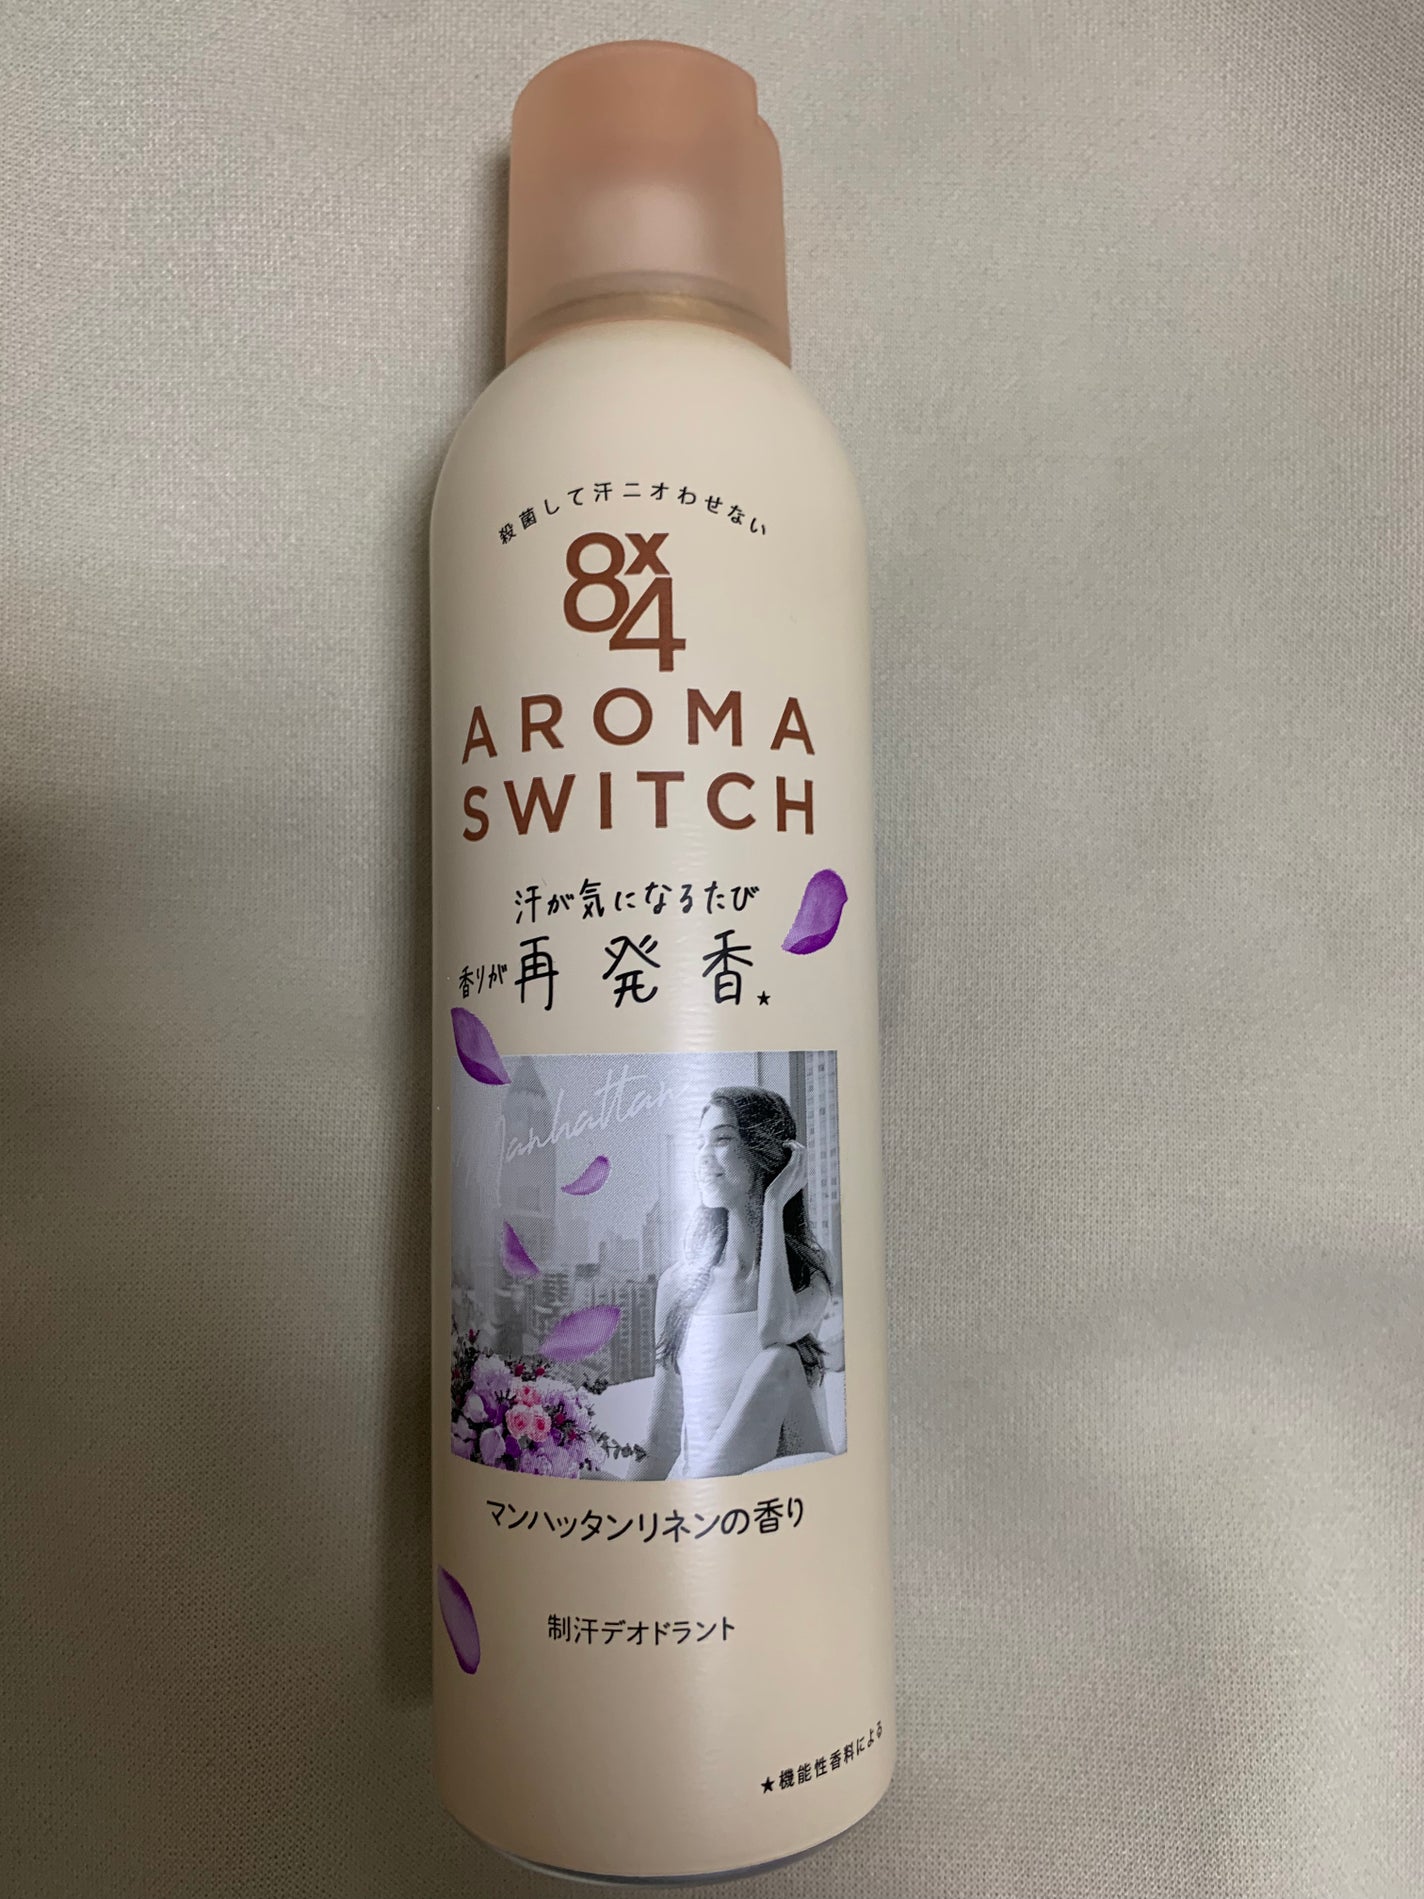 殺菌して汗ニオわせない
8x4
AROMA
SWITCH
汗が気になるたび
香りが再発香★
Manhattan
マンハッタンリネンの香り
制汗デオドラント
★機能性香料による